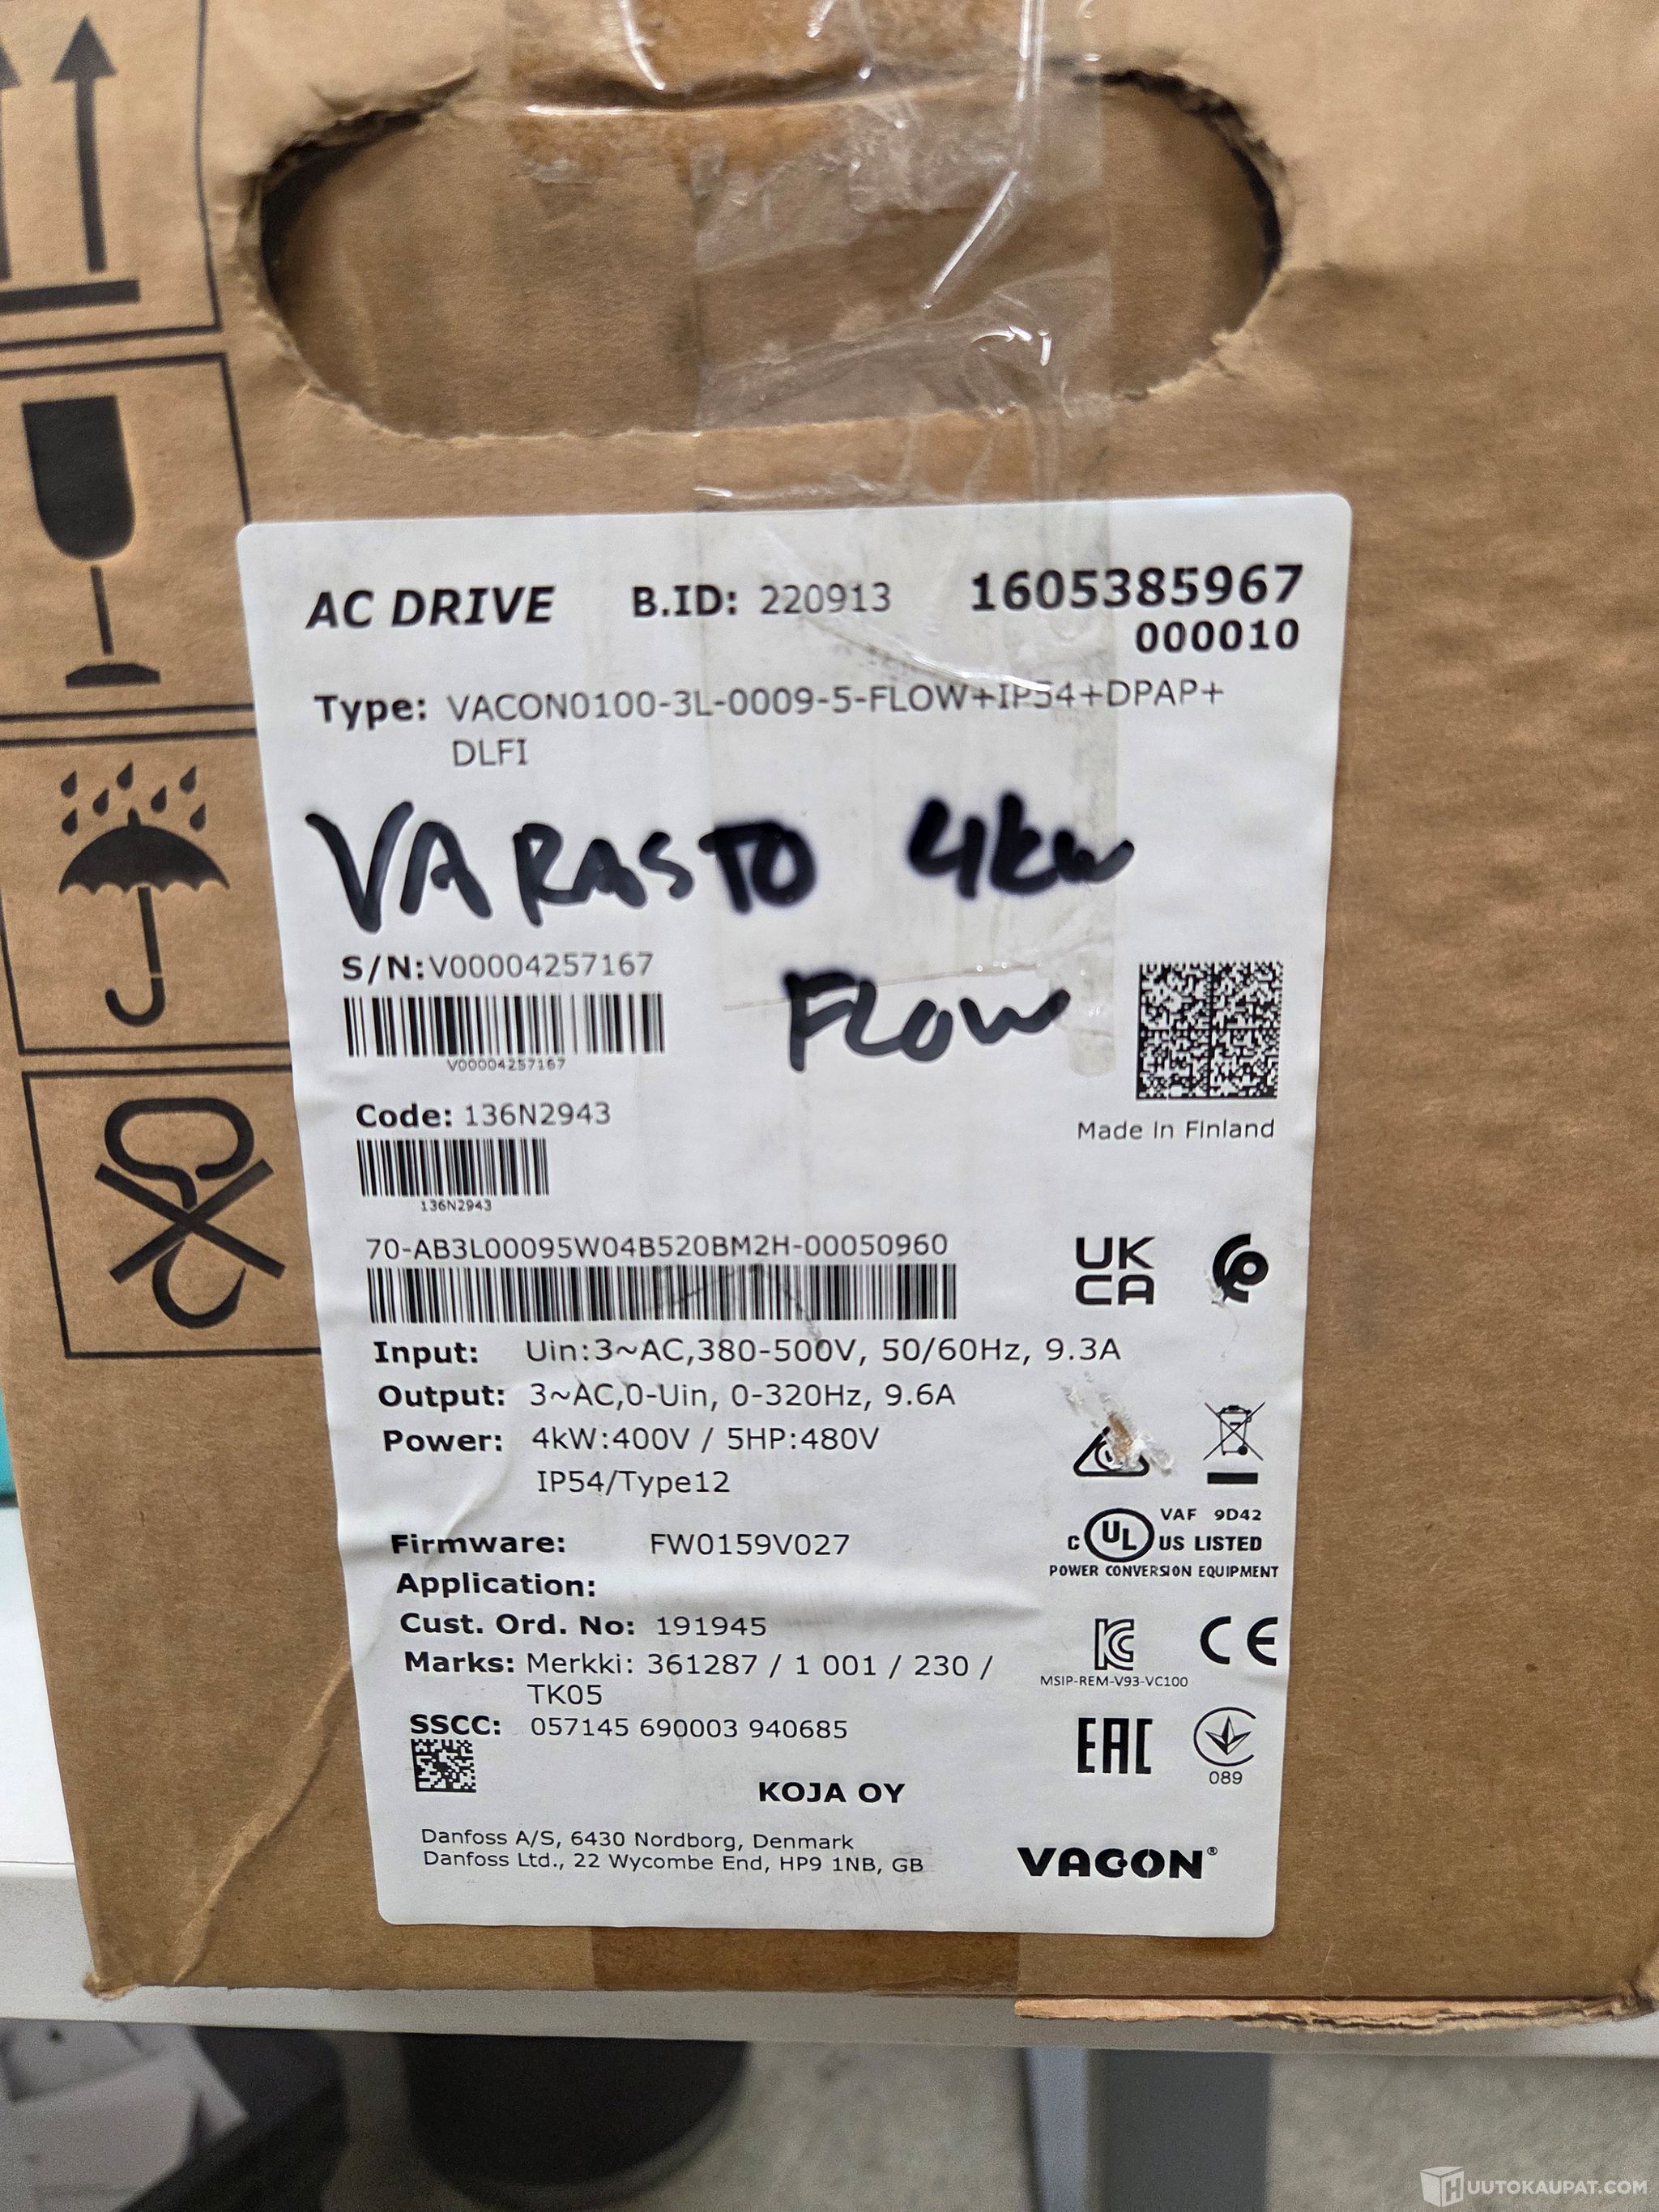 AC DRIVE B.ID: 220913 1605385967
000010
Type: VACON0100-3L-0009-5-FLOW+IP54+DPAP+
DLFI
VARASTO 4kW
FLOW
S/N:V00004257167
V00004257167
Code: 136N2943
136N2943
Made in Finland
70-AB3L00095W04B520BM2H-00050960
UK
CA
Input: Uin:3~AC,380-500V, 50/60Hz, 9.3A
Output: 3~AC,0-Uin, 0-320Hz, 9.6A
Power: 4kW:400V / 5HP:480V
IP54/Type12
VAF 9D42
C UL US LISTED
POWER CONVERSION EQUIPMENT
Firmware: FW0159V027
Application:
Cust. Ord. No: 191945
Marks: Merkki: 361287 / 1 001 / 230 /
TK05
CE
MSIP-REM-V93-VC100
SSCC: 057145 690003 940685
EAC
089
KOJA OY
Danfoss A/S, 6430 Nordborg, Denmark
Danfoss Ltd., 22 Wycombe End, HP9 1NB, GB
VACON®
HUUTOKAUPAT.COM